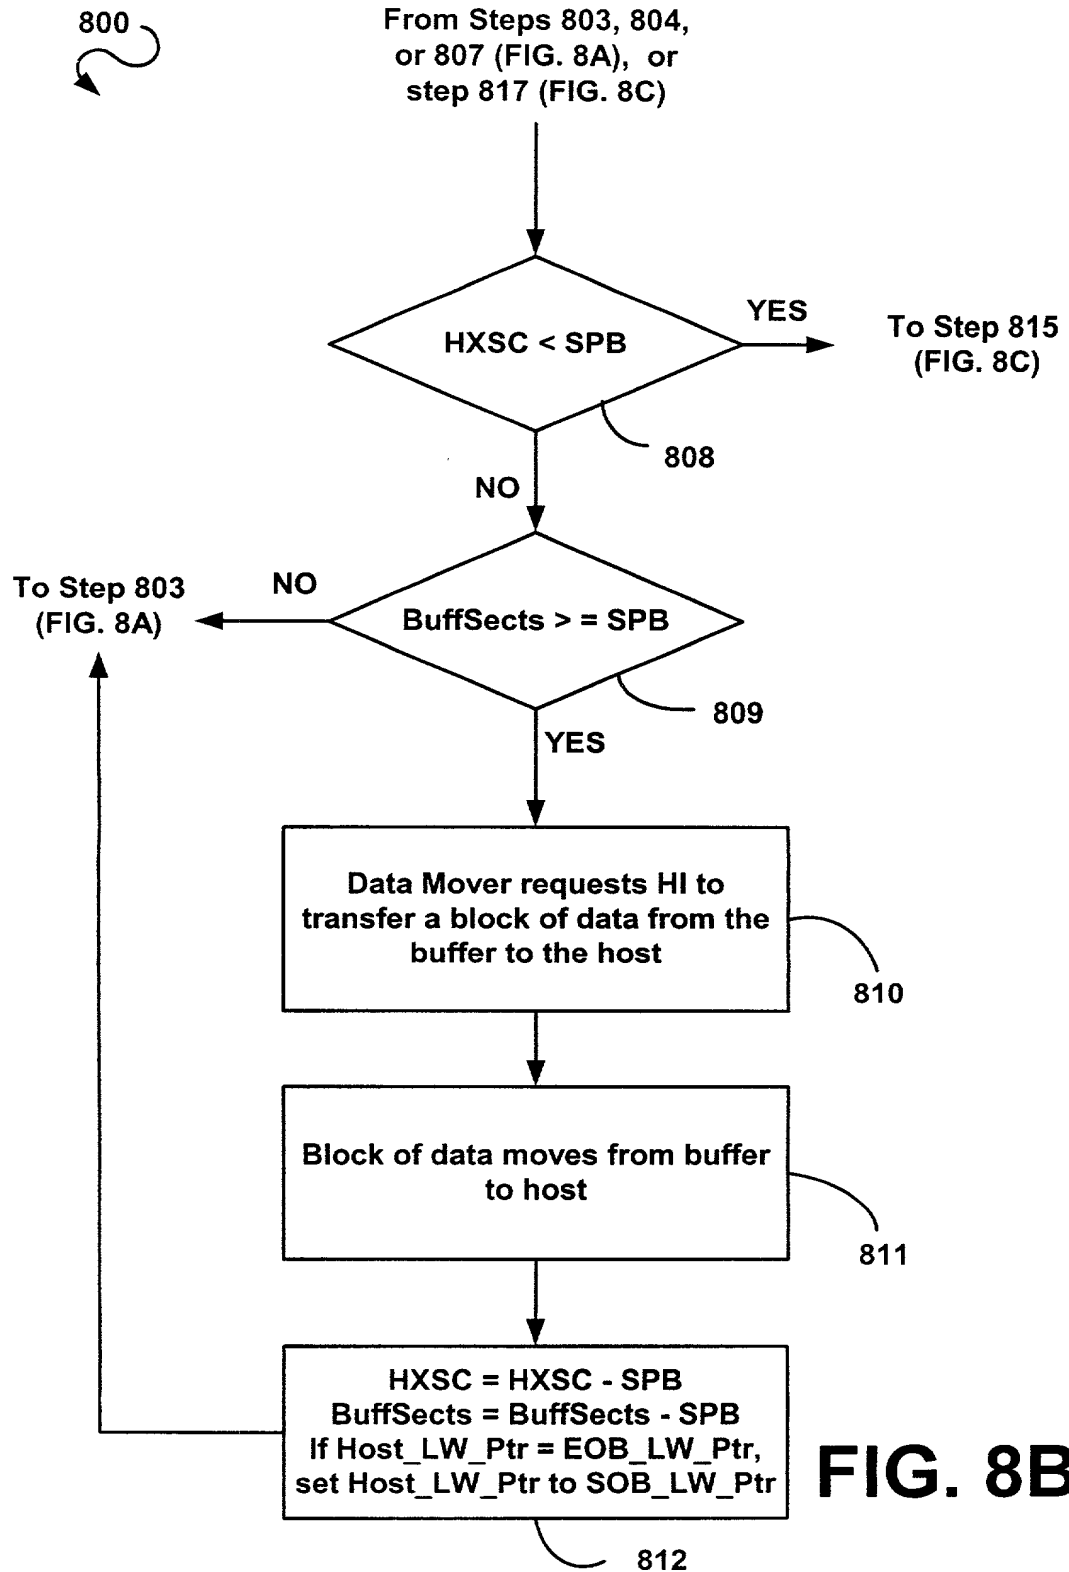 800
From Steps 803, 804,
or 807 (FIG. 8A), or
step 817 (FIG. 8C)
HXSC < SPB
YES
To Step 815
(FIG. 8C)
808
NO
To Step 803
(FIG. 8A)
NO
BuffSects > = SPB
809
YES
Data Mover requests HI to
transfer a block of data from the
buffer to the host
810
Block of data moves from buffer
to host
811
HXSC = HXSC - SPB
BuffSects = BuffSects - SPB
If Host_LW_Ptr = EOB_LW_Ptr,
set Host_LW_Ptr to SOB_LW_Ptr
FIG. 8B
812